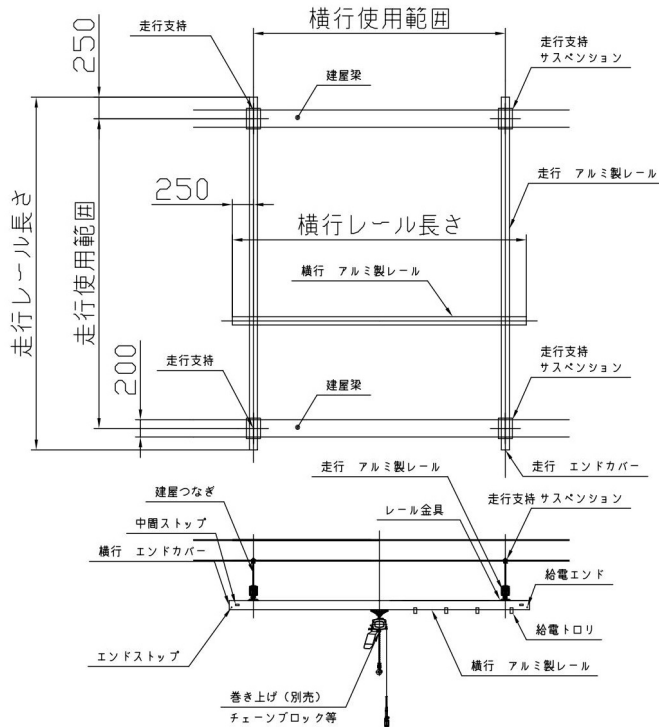 250
走行支持
横行使用範囲
走行支持
サスペンション
建屋梁
走行レール長さ
走行使用範囲
250
走行 アルミ製レール
横行レール長さ
横行 アルミ製レール
200
走行支持
建屋梁
走行支持
サスペンション
走行 アルミ製レール
走行 エンドカバー
建屋つなぎ
レール金具
走行支持 サスペンション
中間ストップ
横行 エンドカバー
給電エンド
エンドストップ
給電トロリ
横行 アルミ製レール
巻き上げ（別売）
チェーンブロック等